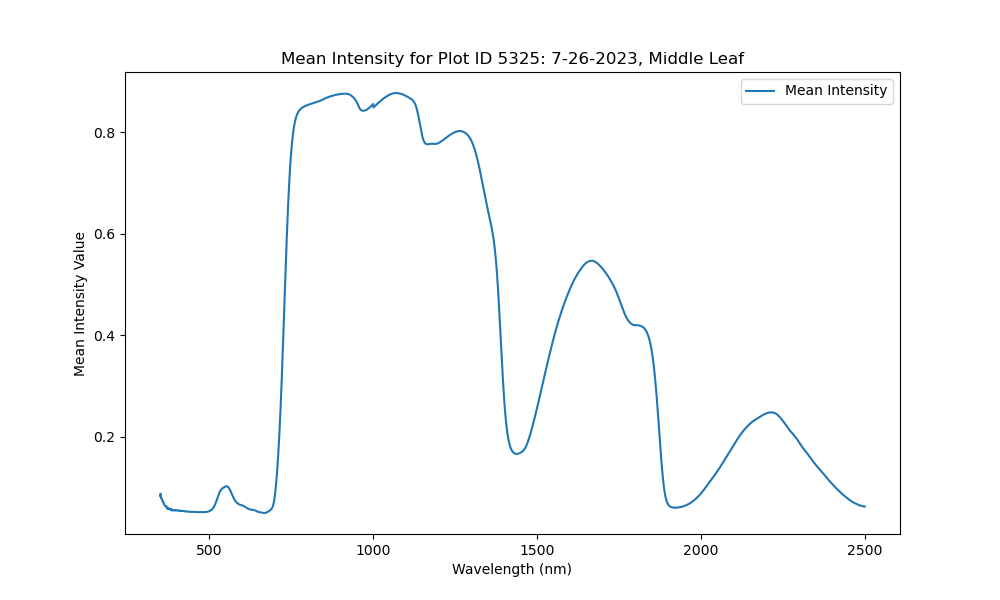 Mean Intensity for Plot ID 5325: 7-26-2023, Middle Leaf
Mean Intensity
Mean Intensity Value
0.8
0.6
0.4
0.2
500
1000
1500
2000
2500
Wavelength (nm)